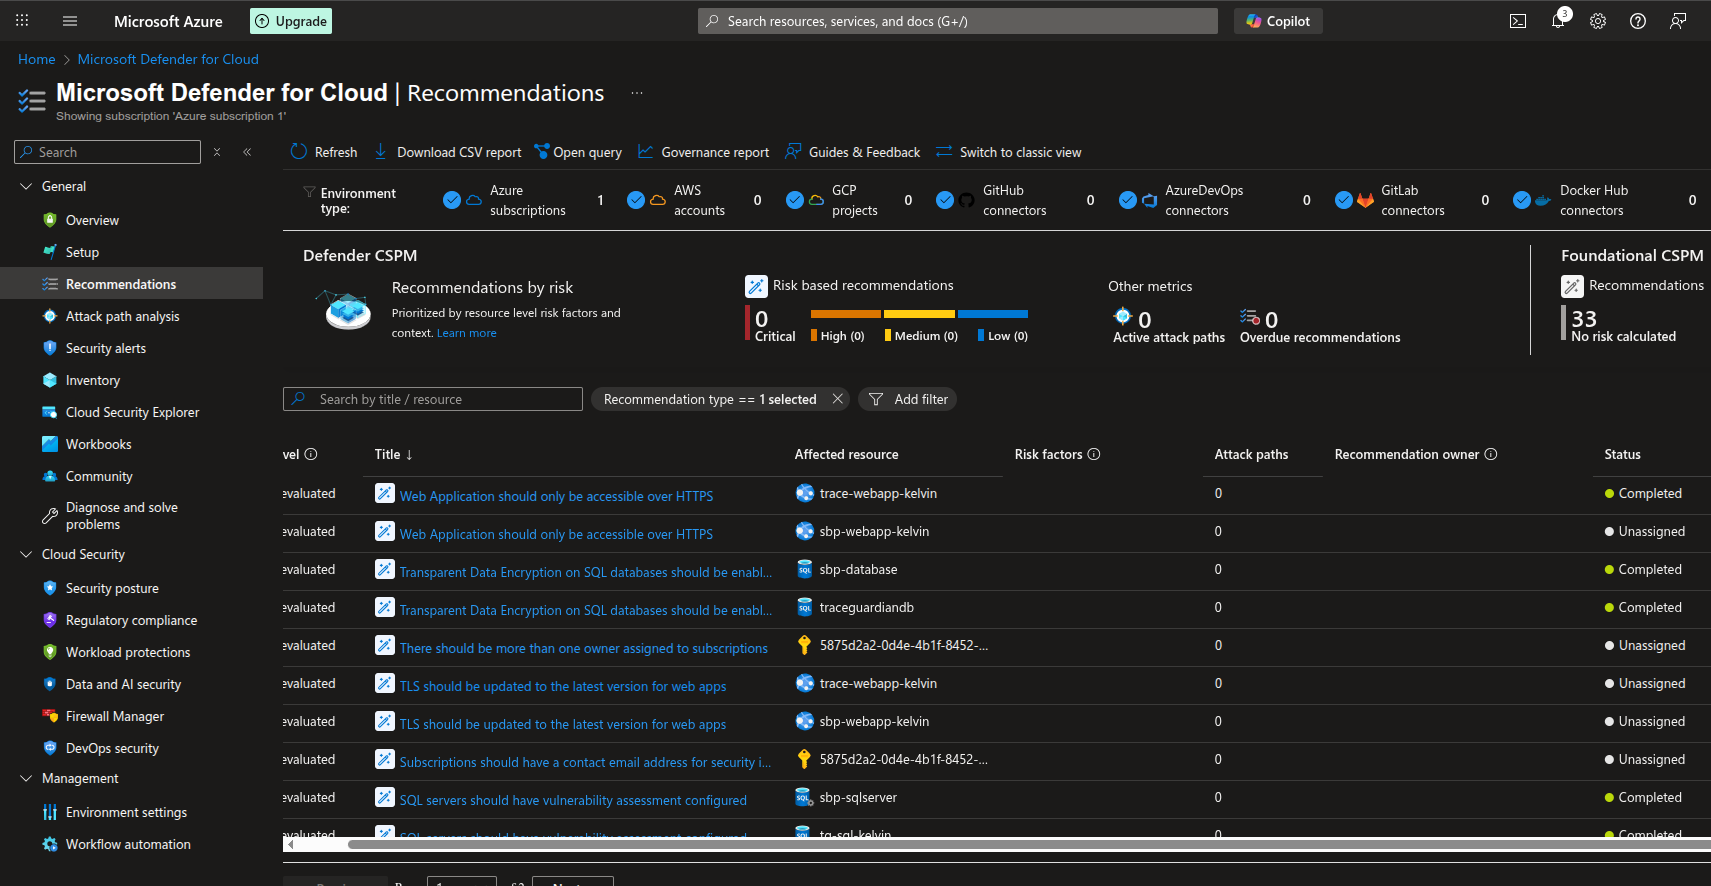 Microsoft Azure
Upgrade
Search resources, services, and docs (G+/)
Copilot
3
Home > Microsoft Defender for Cloud
Microsoft Defender for Cloud | Recommendations ...
Showing subscription 'Azure subscription 1'
Search
Refresh
Download CSV report
Open query
Governance report
Guides & Feedback
Switch to classic view
General
Overview
Setup
Recommendations
Attack path analysis
Security alerts
Inventory
Cloud Security Explorer
Workbooks
Community
Diagnose and solve
problems
Cloud Security
Security posture
Regulatory compliance
Workload protections
Data and AI security
Firewall Manager
DevOps security
Management
Environment settings
Workflow automation
Environment
type:
Azure
subscriptions
1
AWS
accounts
0
GCP
projects
0
GitHub
connectors
0
AzureDevOps
connectors
0
GitLab
connectors
0
Docker Hub
connectors
0
Defender CSPM
Recommendations by risk
Prioritized by resource level risk factors and
context. Learn more
Risk based recommendations
0
Critical
High (0)
Medium (0)
Low (0)
Other metrics
0
Active attack paths
0
Overdue recommendations
Foundational CSPM
Recommendations
33
No risk calculated
Search by title / resource
Recommendation type == 1 selected
Add filter
vel Title ↓ Affected resource Risk factors Attack paths Recommendation owner Status
evaluated Web Application should only be accessible over HTTPS trace-webapp-kelvin 0 Completed
evaluated Web Application should only be accessible over HTTPS sbp-webapp-kelvin 0 Unassigned
evaluated Transparent Data Encryption on SQL databases should be enabl... sbp-database 0 Completed
evaluated Transparent Data Encryption on SQL databases should be enabl... traceguardiandb 0 Completed
evaluated There should be more than one owner assigned to subscriptions 5875d2a2-0d4e-4b1f-8452-... 0 Unassigned
evaluated TLS should be updated to the latest version for web apps trace-webapp-kelvin 0 Unassigned
evaluated TLS should be updated to the latest version for web apps sbp-webapp-kelvin 0 Unassigned
evaluated Subscriptions should have a contact email address for security i... 5875d2a2-0d4e-4b1f-8452-... 0 Unassigned
evaluated SQL servers should have vulnerability assessment configured sbp-sqlserver 0 Completed
evaluated SQL servers should have vulnerability assessment configured tg-sql-kelvin 0 Completed